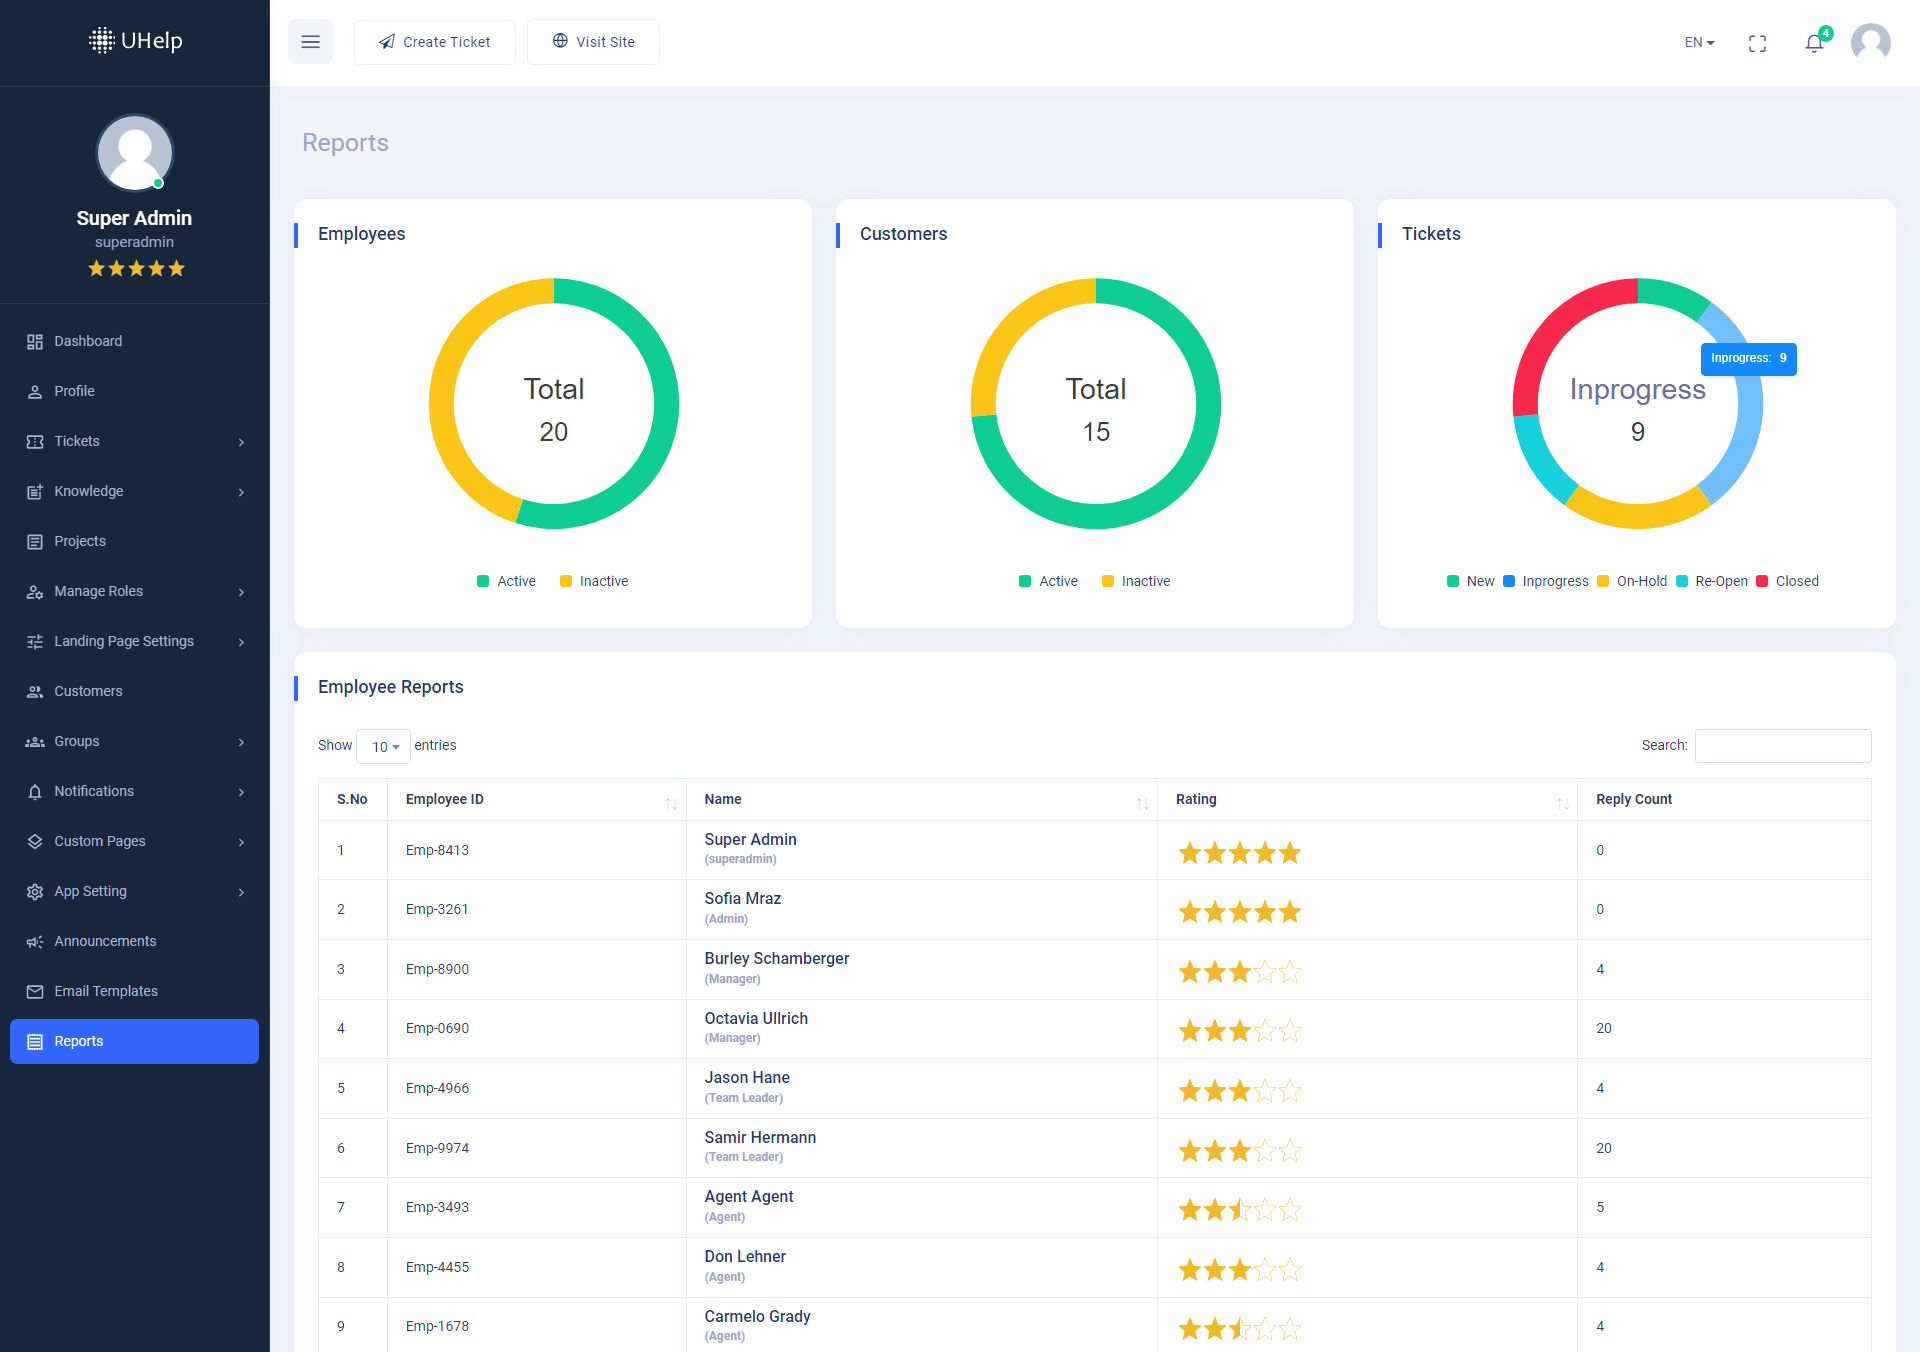 UHelp
Create Ticket
Visit Site
EN
4
Super Admin
superadmin
Dashboard
Profile
Tickets
Knowledge
Projects
Manage Roles
Landing Page Settings
Customers
Groups
Notifications
Custom Pages
App Setting
Announcements
Email Templates
Reports
Reports
Employees
Total
20
Active Inactive
Customers
Total
15
Active Inactive
Tickets
Inprogress: 9
Inprogress
9
New Inprogress On-Hold Re-Open Closed
Employee Reports
Show 10 entries
Search:
S.No Employee ID Name Rating Reply Count
1 Emp-8413 Super Admin 0
(superadmin)
2 Emp-3261 Sofia Mraz 0
(Admin)
3 Emp-8900 Burley Schamberger 4
(Manager)
4 Emp-0690 Octavia Ullrich 20
(Manager)
5 Emp-4966 Jason Hane 4
(Team Leader)
6 Emp-9974 Samir Hermann 20
(Team Leader)
7 Emp-3493 Agent Agent 5
(Agent)
8 Emp-4455 Don Lehner 4
(Agent)
9 Emp-1678 Carmelo Grady 4
(Agent)